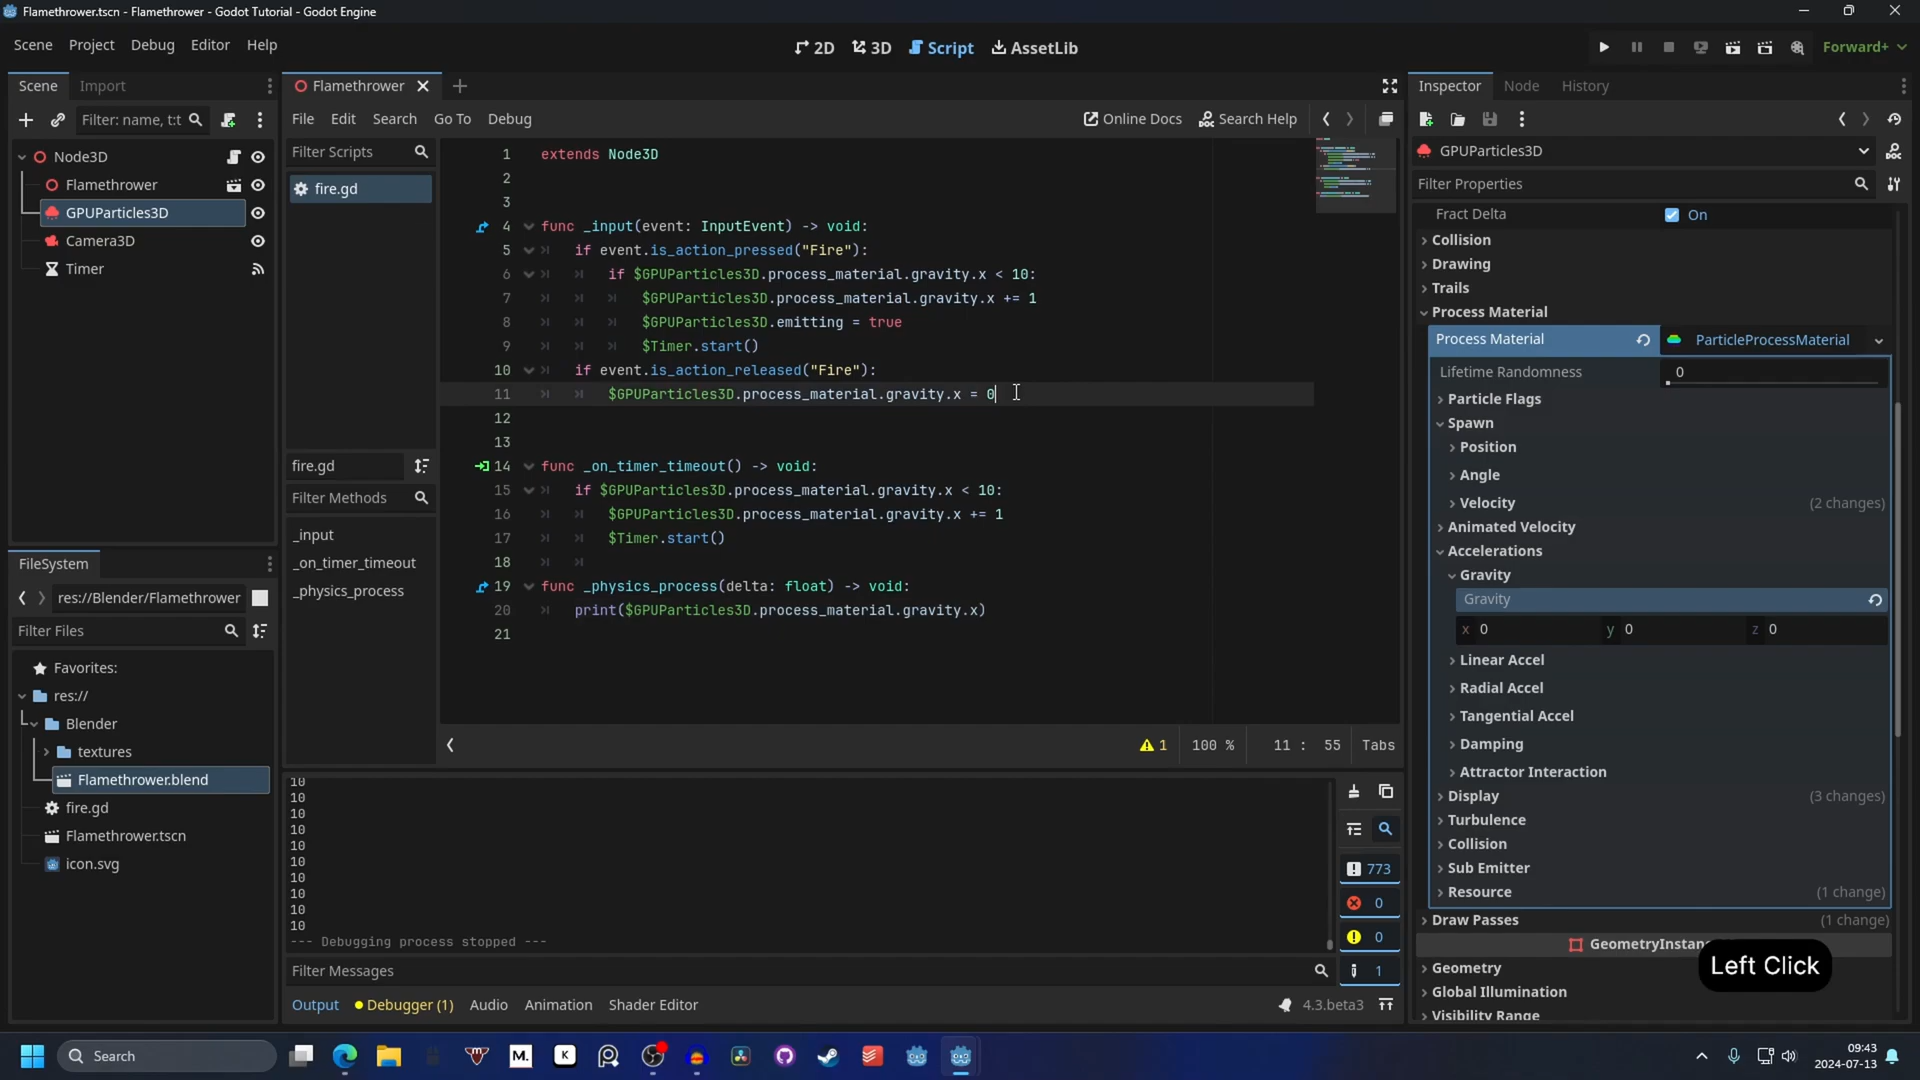 Flamethrower.tscn - Flamethrower - Godot Tutorial - Godot Engine
Scene Project Debug Editor Help
2D 3D Script AssetLib
Forward+
Scene Import
Filter: name, t:t
Node3D
Flamethrower
GPUParticles3D
Camera3D
Timer
FileSystem
res://Blender/Flamethrower
Filter Files
Favorites:
res://
Blender
textures
Flamethrower.blend
fire.gd
Flamethrower.tscn
icon.svg
Flamethrower
File Edit Search Go To Debug
Online Docs Search Help
Filter Scripts
fire.gd
fire.gd
Filter Methods
_input
_on_timer_timeout
_physics_process
1 extends Node3D
2
3
4 func _input(event: InputEvent) -> void:
5 if event.is_action_pressed("Fire"):
6 if $GPUParticles3D.process_material.gravity.x < 10:
7 $GPUParticles3D.process_material.gravity.x += 1
8 $GPUParticles3D.emitting = true
9 $Timer.start()
10 if event.is_action_released("Fire"):
11 $GPUParticles3D.process_material.gravity.x = 0
12
13
14 func _on_timer_timeout() -> void:
15 if $GPUParticles3D.process_material.gravity.x < 10:
16 $GPUParticles3D.process_material.gravity.x += 1
17 $Timer.start()
18
19 func _physics_process(delta: float) -> void:
20 print($GPUParticles3D.process_material.gravity.x)
21
1 100 % 11 : 55 Tabs
10
10
10
10
10
10
10
10
10
10
--- Debugging process stopped ---
773
0
0
1
Filter Messages
Output Debugger (1) Audio Animation Shader Editor
4.3.beta3
Inspector Node History
GPUParticles3D
Filter Properties
Fract Delta On
Collision
Drawing
Trails
Process Material
Process Material ParticleProcessMaterial
Lifetime Randomness 0
Particle Flags
Spawn
Position
Angle
Velocity (2 changes)
Animated Velocity
Accelerations
Gravity
Gravity
x 0 y 0 z 0
Linear Accel
Radial Accel
Tangential Accel
Damping
Attractor Interaction
Display (3 changes)
Turbulence
Collision
Sub Emitter
Resource (1 change)
Draw Passes (1 change)
GeometryInstan
Left Click
Geometry
Global Illumination
Visibility Range
Search
M.
K
09:43
2024-07-13